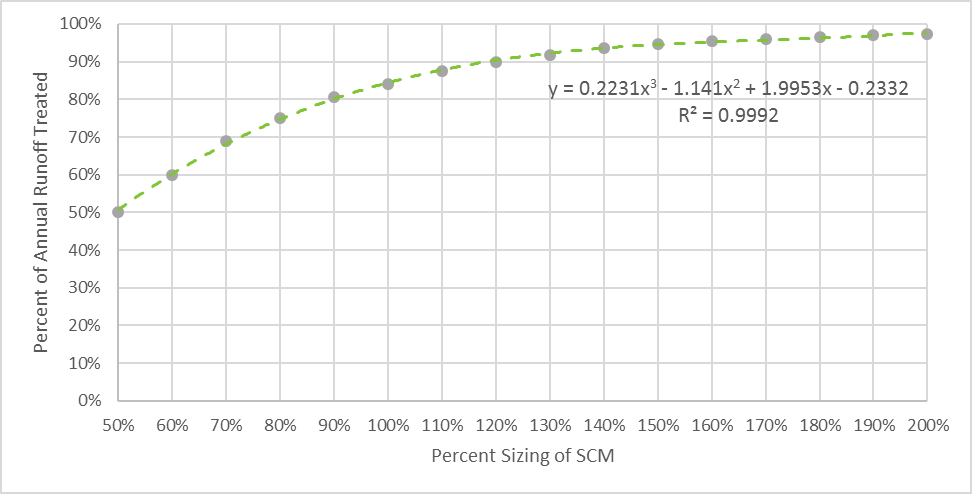 100%
90%
80%
70%
60%
50%
40%
30%
20%
10%
0%
Percent of Annual Runoff Treated
y = 0.2231x³ - 1.141x² + 1.9953x - 0.2332
R² = 0.9992
50% 60% 70% 80% 90% 100% 110% 120% 130% 140% 150% 160% 170% 180% 190% 200%
Percent Sizing of SCM